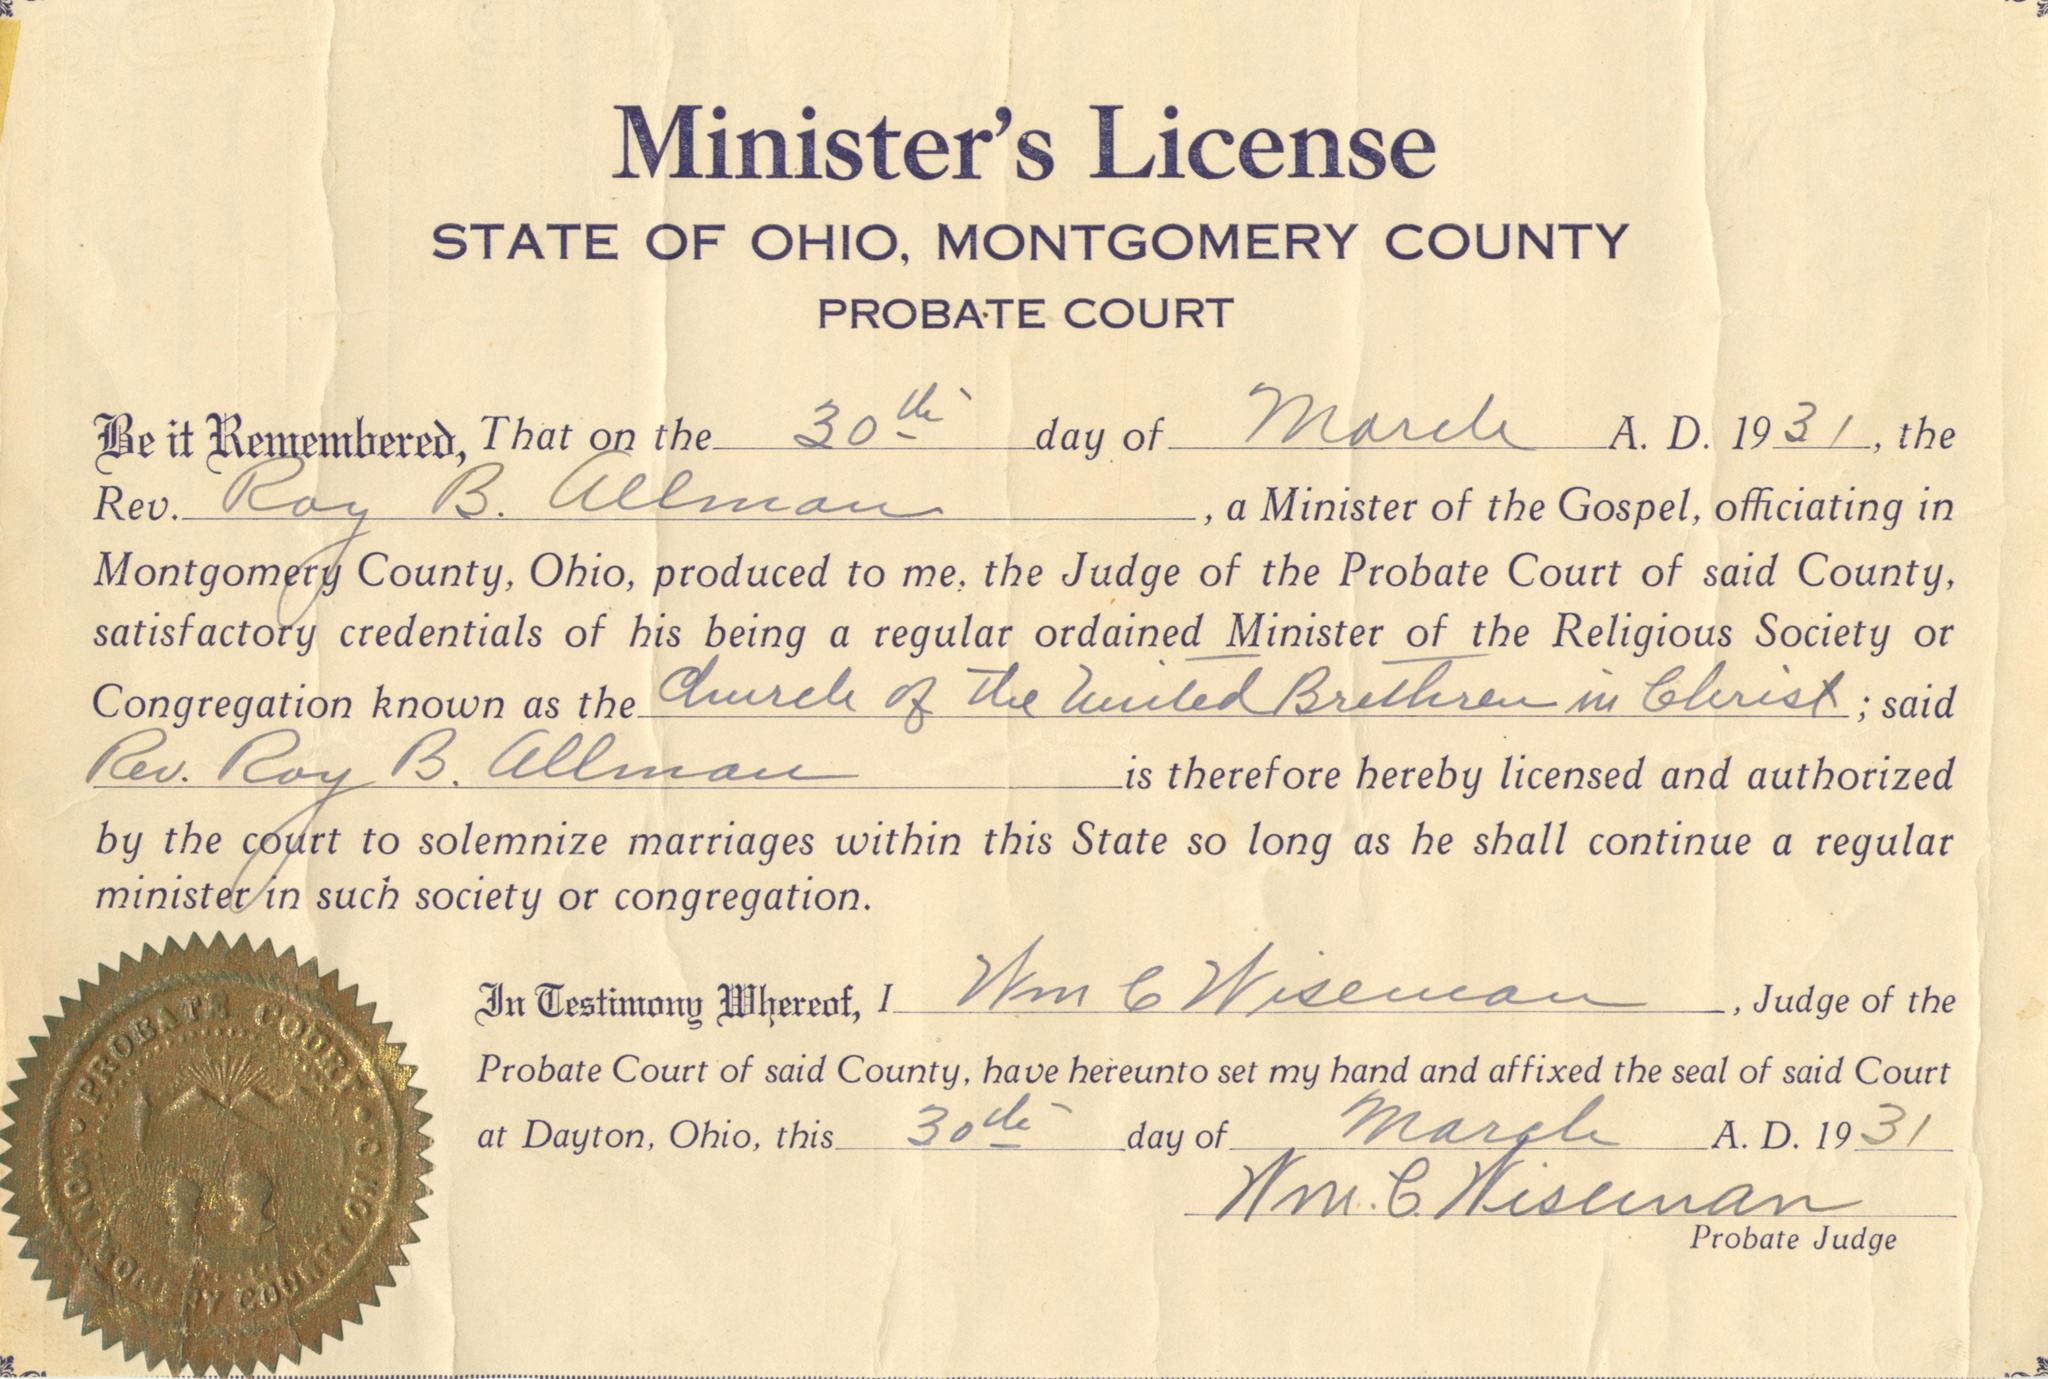 Minister's License
STATE OF OHIO, MONTGOMERY COUNTY
PROBATE COURT
Be it Remembered, That on the 30th day of March A. D. 1931, the
Rev. Roy B. Allman, a Minister of the Gospel, officiating in
Montgomery County, Ohio, produced to me, the Judge of the Probate Court of said County,
satisfactory credentials of his being a regular ordained Minister of the Religious Society or
Congregation known as the Church of the United Brethren in Christ; said
Rev. Roy B. Allman is therefore hereby licensed and authorized
by the court to solemnize marriages within this State so long as he shall continue a regular
minister in such society or congregation.
In Testimony Whereof, I Wm C Wiseman, Judge of the
Probate Court of said County, have hereunto set my hand and affixed the seal of said Court
at Dayton, Ohio, this 30th day of March A. D. 1931
Wm. C. Wiseman
Probate Judge
PROBATE COURT
MONTGOMERY COUNTY, OHIO